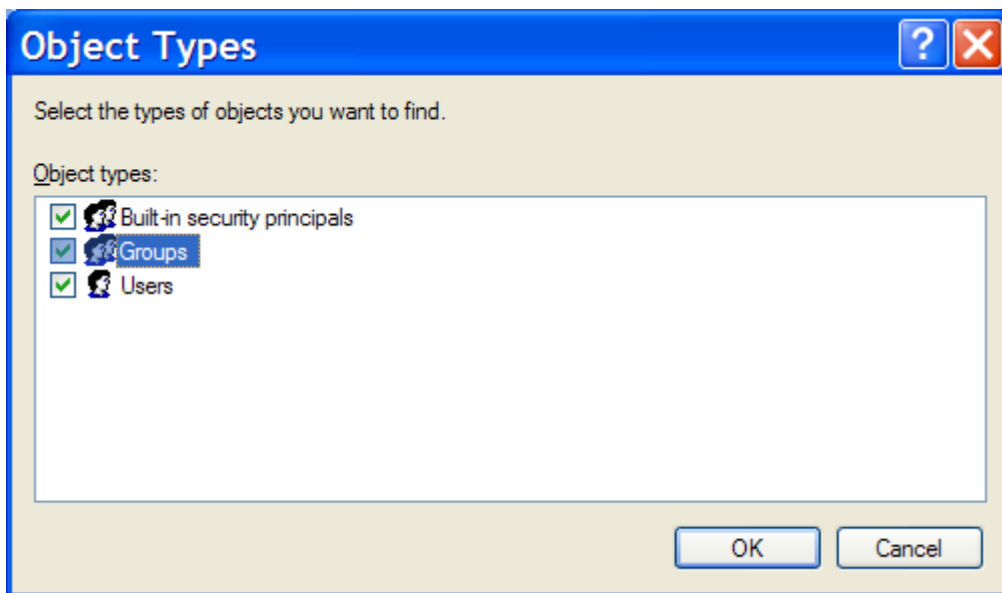 Object Types
?
Select the types of objects you want to find.
Object types:
Built-in security principals
Groups
Users
OK Cancel